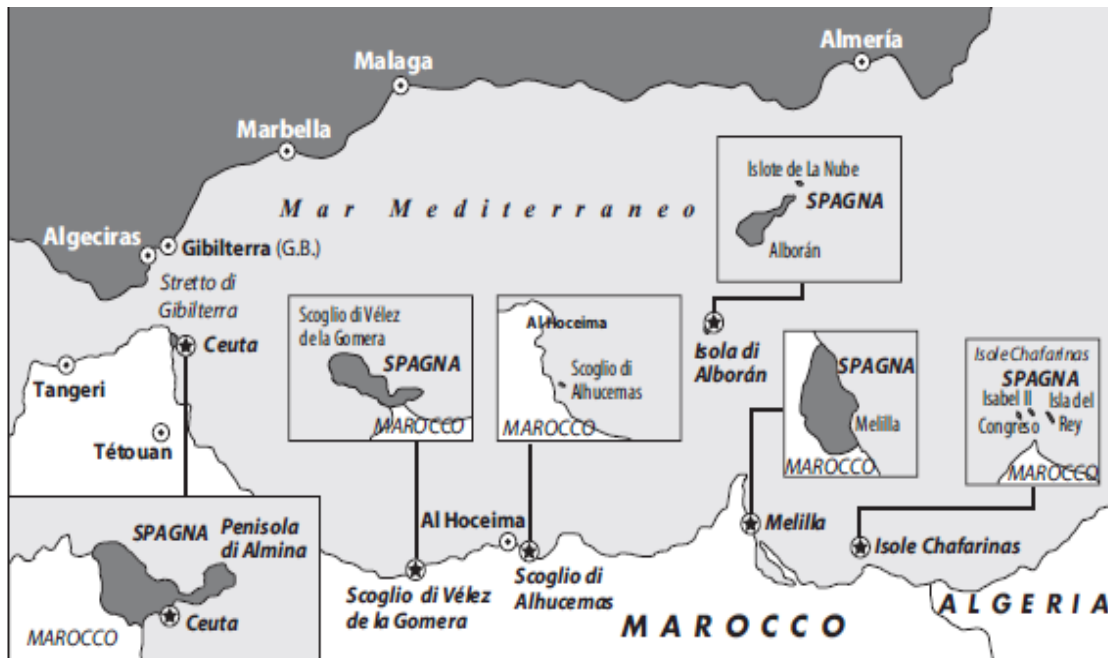 Almería
Malaga
Marbella
Islote de La Nube
SPAGNA
Alborán
Mar Mediterraneo
Algeciras
Gibilterra (G.B.)
Stretto di
Gibilterra
Ceuta
Scoglio di Vélez
de la Gomera
SPAGNA
MAROCCO
Al Hoceima
Scoglio di
Alhucemas
MAROCCO
Isola di
Alborán
SPAGNA
Melilla
MAROCCO
Isole Chafarinas
SPAGNA
Isabel II
Isla del
Congreso
Rey
MAROCCO
Tangeri
Tétouan
SPAGNA
Penisola
di Almina
Ceuta
MAROCCO
Al Hoceima
Scoglio di Vélez
de la Gomera
Scoglio di
Alhucemas
Melilla
Isole Chafarinas
MAROCCO
ALGERIA